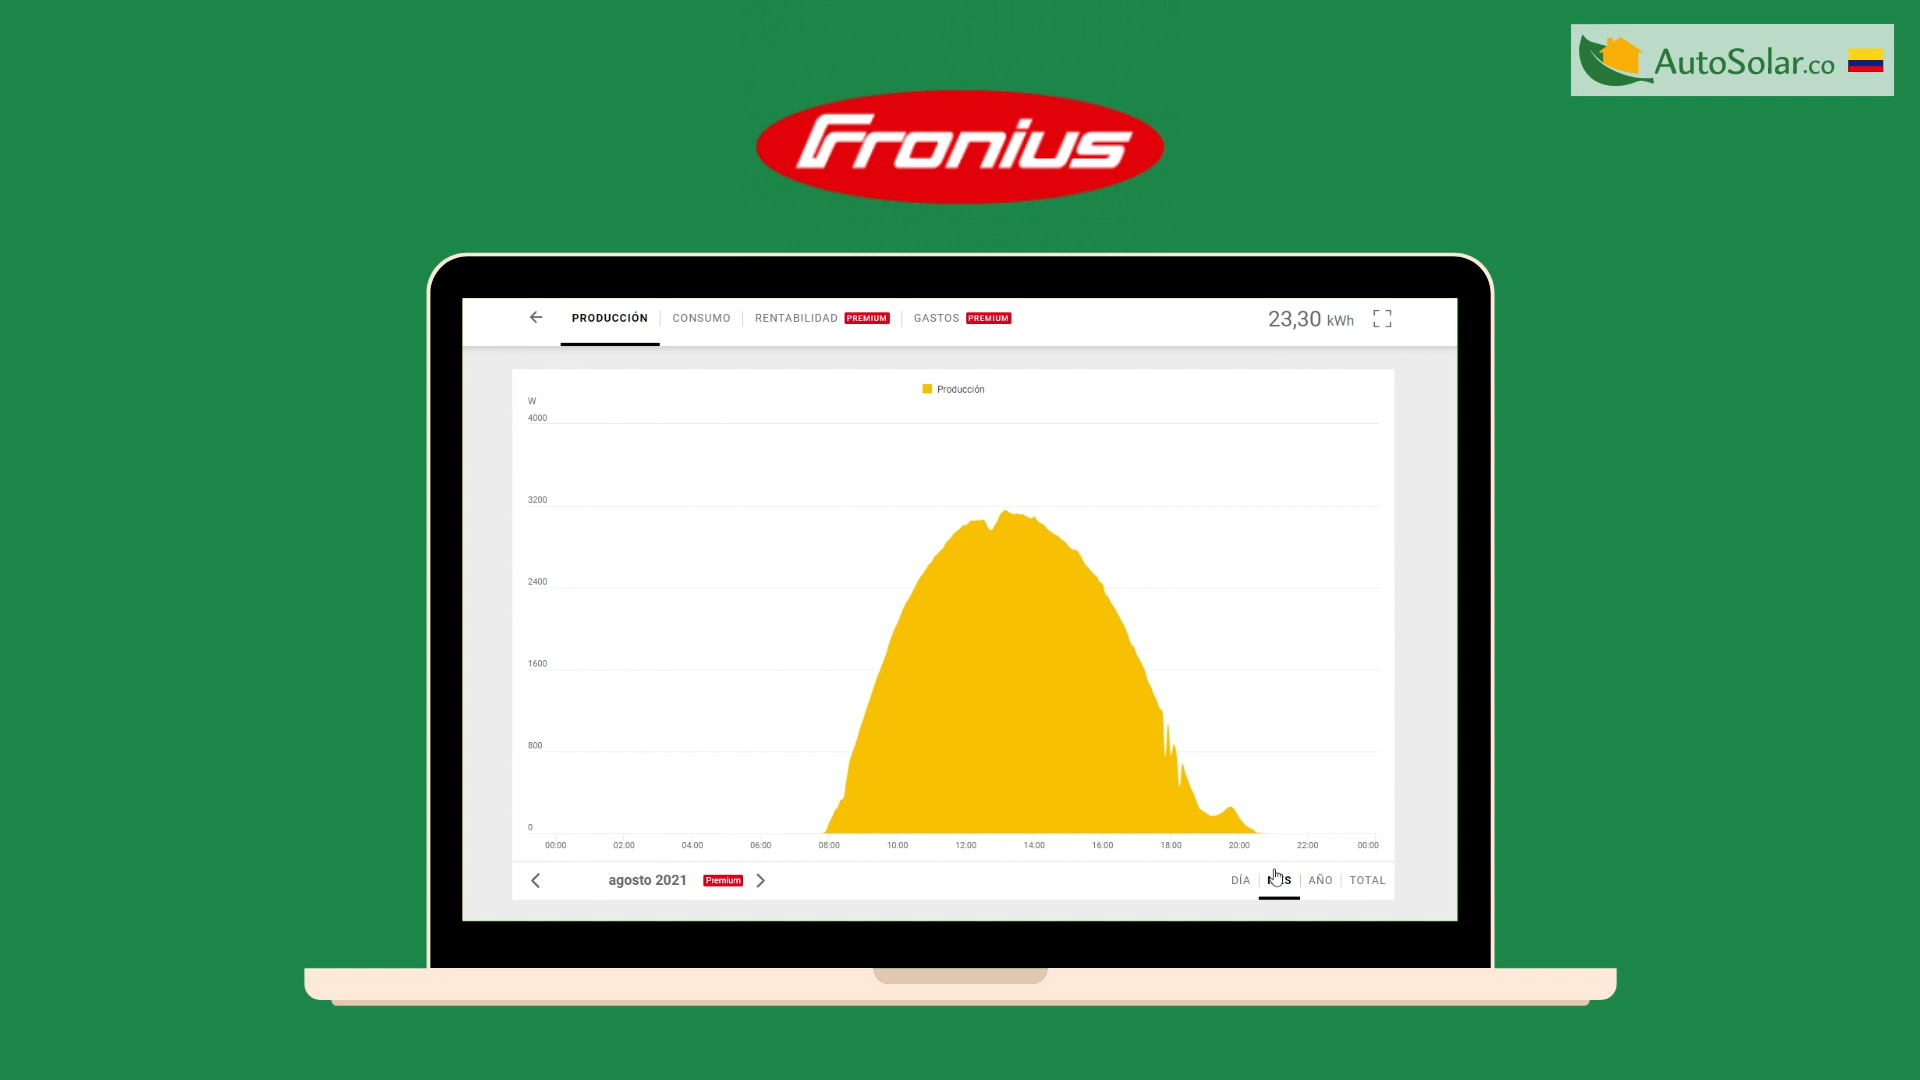 AutoSolar.co
Fronius
PRODUCCIÓN CONSUMO RENTABILIDAD PREMIUM GASTOS PREMIUM 23,30 kWh
Producción
W
4000
3200
2400
1600
800
0
00:00 02:00 04:00 06:00 08:00 10:00 12:00 14:00 16:00 18:00 20:00 22:00 00:00
agosto 2021 Premium DÍA AÑO TOTAL